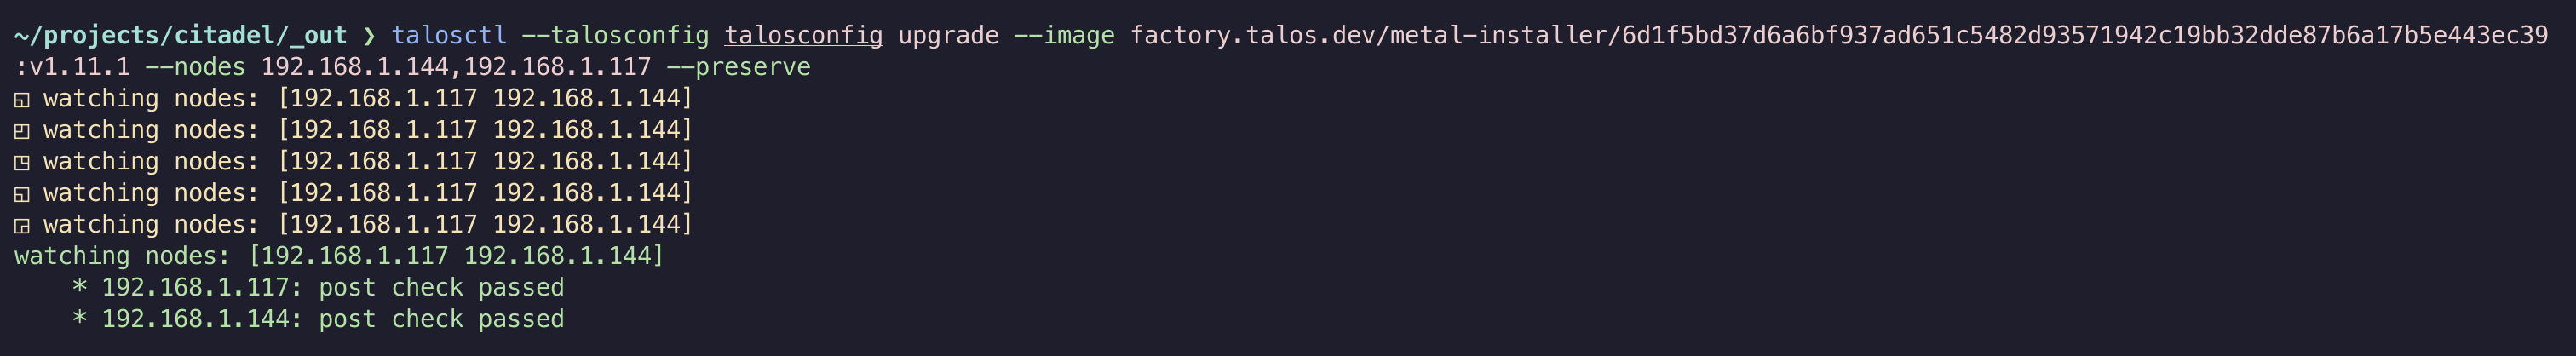 ~/projects/citadel/_out ❯ talosctl --talosconfig talosconfig upgrade --image factory.talos.dev/metal-installer/6d1f5bd37d6a6bf937ad651c5482d93571942c19bb32dde87b6a17b5e443ec39
:v1.11.1 --nodes 192.168.1.144,192.168.1.117 --preserve
◱ watching nodes: [192.168.1.117 192.168.1.144]
◰ watching nodes: [192.168.1.117 192.168.1.144]
◳ watching nodes: [192.168.1.117 192.168.1.144]
◱ watching nodes: [192.168.1.117 192.168.1.144]
◲ watching nodes: [192.168.1.117 192.168.1.144]
watching nodes: [192.168.1.117 192.168.1.144]
    * 192.168.1.117: post check passed
    * 192.168.1.144: post check passed